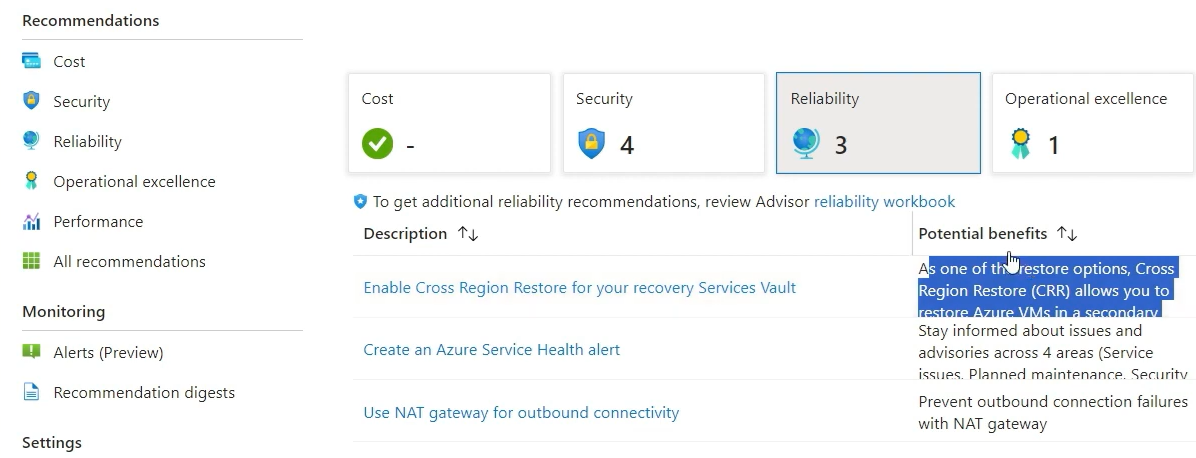 Recommendations
Cost
Security
Reliability
Operational excellence
Performance
All recommendations
Monitoring
Alerts (Preview)
Recommendation digests
Settings
Cost
-
Security
4
Reliability
3
Operational excellence
1
To get additional reliability recommendations, review Advisor reliability workbook
Description
Potential benefits
Enable Cross Region Restore for your recovery Services Vault
As one of the restore options, Cross
Region Restore (CRR) allows you to
restore Azure VMs in a secondary
Create an Azure Service Health alert
Stay informed about issues and
advisories across 4 areas (Service
issues, Planned maintenance, Security
Use NAT gateway for outbound connectivity
Prevent outbound connection failures
with NAT gateway